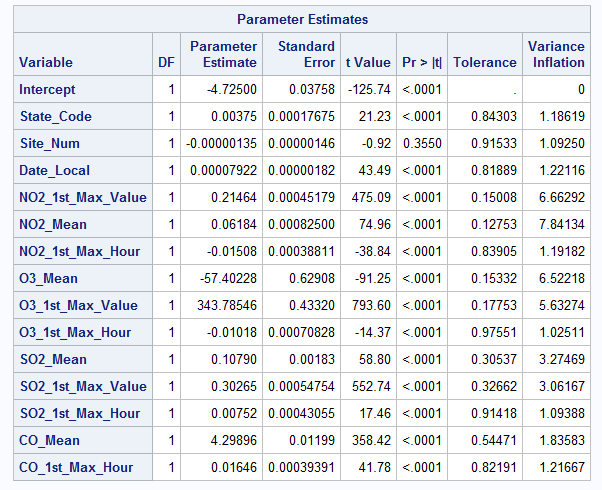 Parameter Estimates
Variable DF Parameter Estimate Standard Error t Value Pr > |t| Tolerance Variance Inflation
Intercept 1 -4.72500 0.03758 -125.74 <.0001 . 0
State_Code 1 0.00375 0.00017675 21.23 <.0001 0.84303 1.18619
Site_Num 1 -0.00000135 0.00000146 -0.92 0.3550 0.91533 1.09250
Date_Local 1 0.00007922 0.00000182 43.49 <.0001 0.81889 1.22116
NO2_1st_Max_Value 1 0.21464 0.00045179 475.09 <.0001 0.15008 6.66292
NO2_Mean 1 0.06184 0.00082500 74.96 <.0001 0.12753 7.84134
NO2_1st_Max_Hour 1 -0.01508 0.00038811 -38.84 <.0001 0.83905 1.19182
O3_Mean 1 -57.40228 0.62908 -91.25 <.0001 0.15332 6.52218
O3_1st_Max_Value 1 343.78546 0.43320 793.60 <.0001 0.17753 5.63274
O3_1st_Max_Hour 1 -0.01018 0.00070828 -14.37 <.0001 0.97551 1.02511
SO2_Mean 1 0.10790 0.00183 58.80 <.0001 0.30537 3.27469
SO2_1st_Max_Value 1 0.30265 0.00054754 552.74 <.0001 0.32662 3.06167
SO2_1st_Max_Hour 1 0.00752 0.00043055 17.46 <.0001 0.91418 1.09388
CO_Mean 1 4.29896 0.01199 358.42 <.0001 0.54471 1.83583
CO_1st_Max_Hour 1 0.01646 0.00039391 41.78 <.0001 0.82191 1.21667